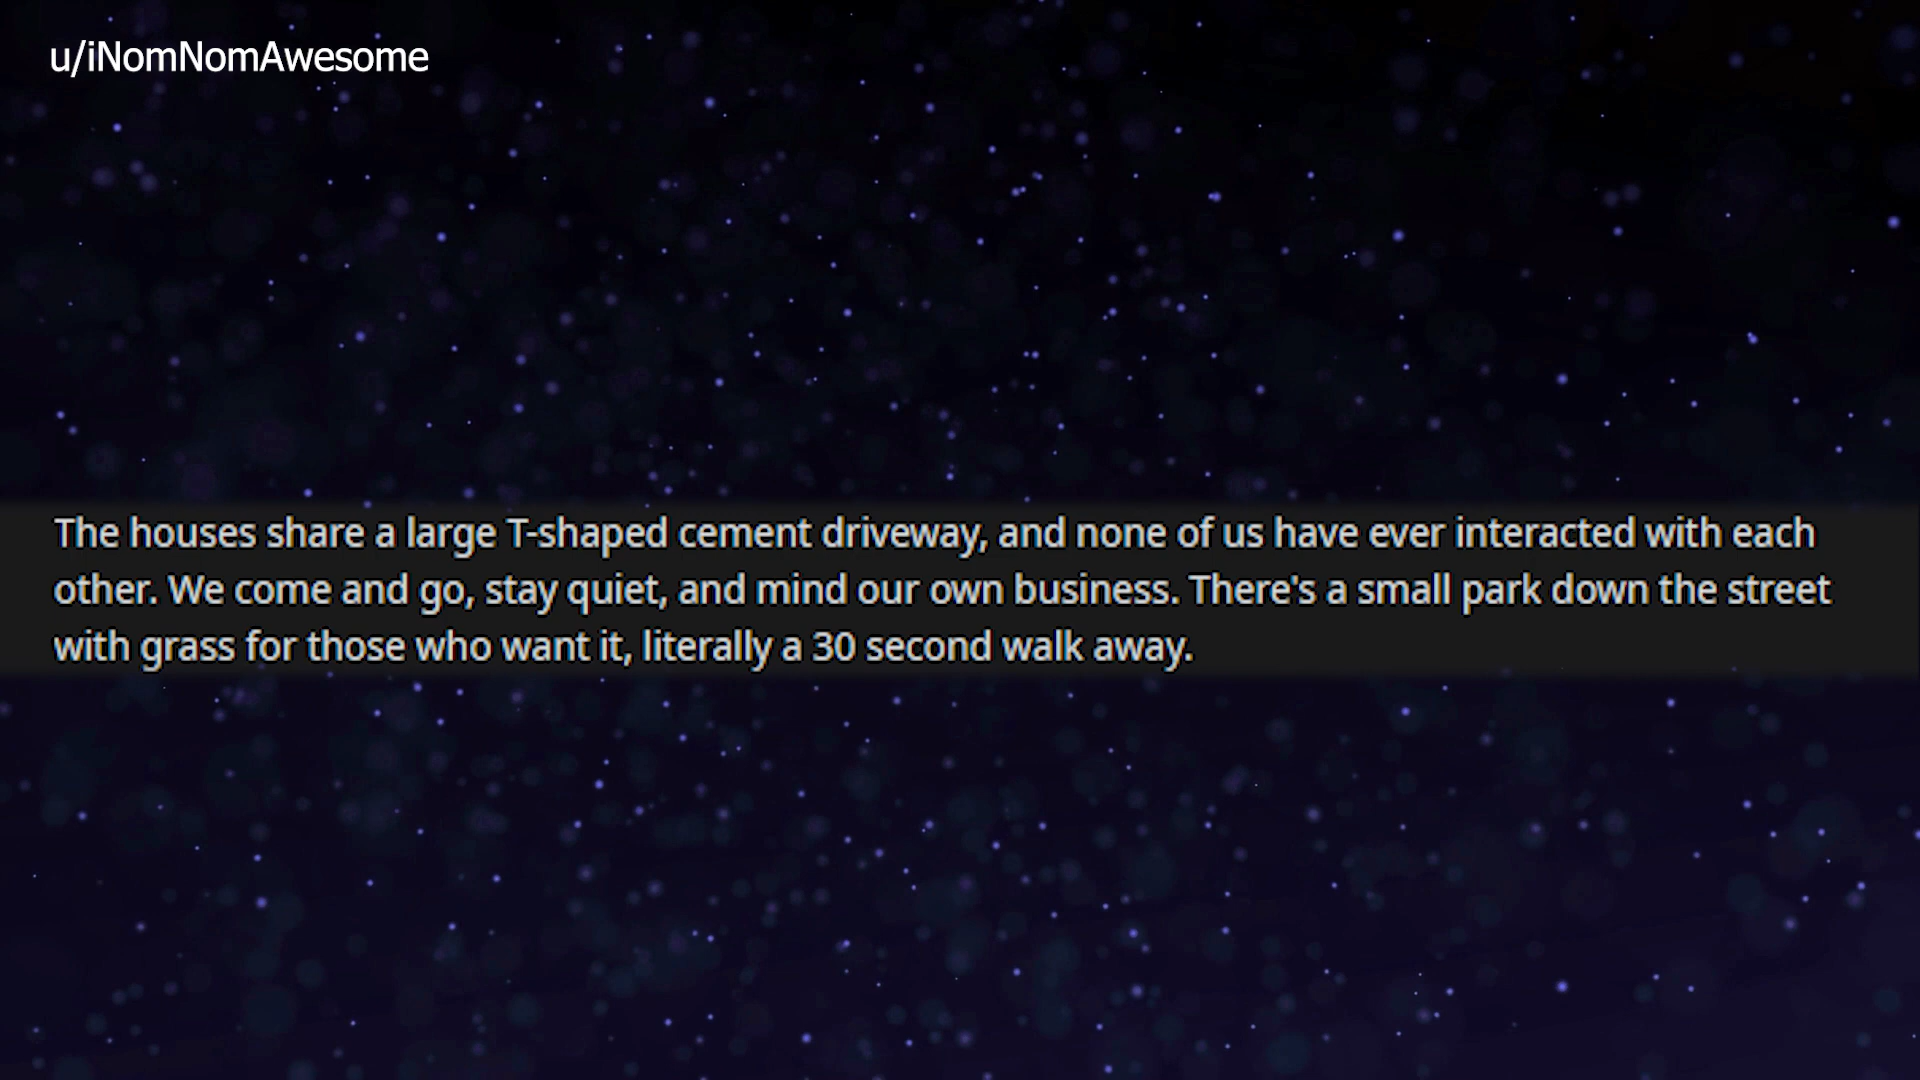 u/iNomNomAwesome
The houses share a large T-shaped cement driveway, and none of us have ever interacted with each
other. We come and go, stay quiet, and mind our own business. There's a small park down the street
with grass for those who want it, literally a 30 second walk away.